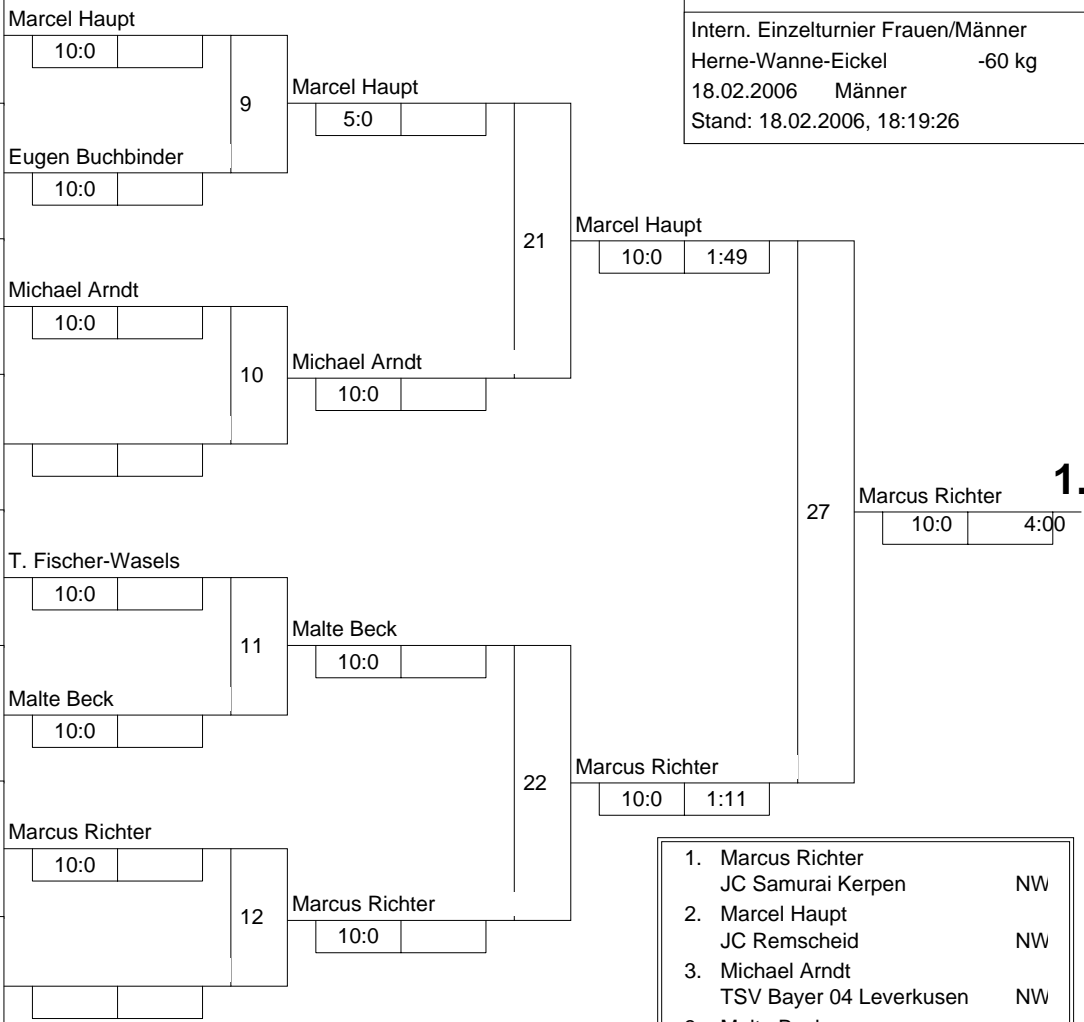 Marcel Haupt
10:0
9
Eugen Buchbinder
10:0
Michael Arndt
10:0
10
T. Fischer-Wasels
10:0
11
Malte Beck
10:0
Marcus Richter
10:0
12
Marcel Haupt
5:0
21
Michael Arndt
10:0
Malte Beck
10:0
22
Marcus Richter
10:0
Marcel Haupt
10:0 1:49
27
Marcus Richter
10:0 1:11
Marcus Richter 1.
10:0 4:00
Intern. Einzelturnier Frauen/Männer
Herne-Wanne-Eickel -60 kg
18.02.2006 Männer
Stand: 18.02.2006, 18:19:26
1. Marcus Richter
JC Samurai Kerpen NW
2. Marcel Haupt
JC Remscheid NW
3. Michael Arndt
TSV Bayer 04 Leverkusen NW